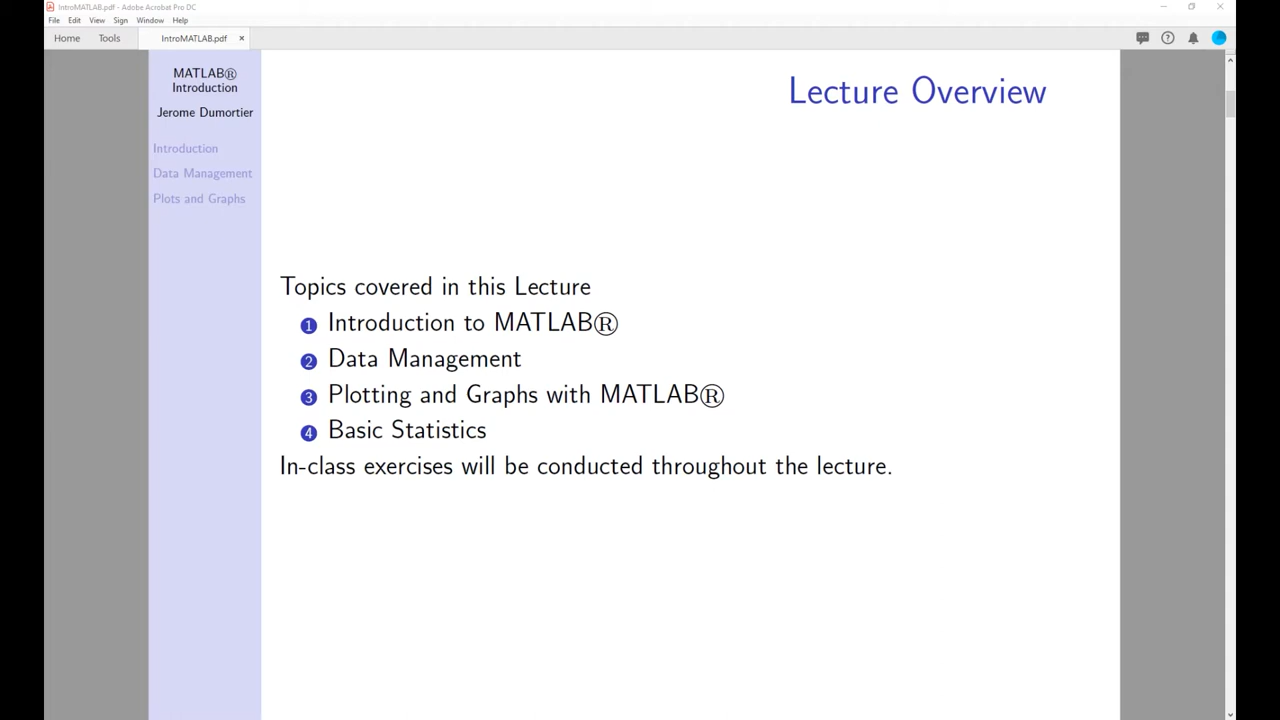 IntroMATLAB.pdf - Adobe Acrobat Pro DC
File Edit View Sign Window Help
Home Tools IntroMATLAB.pdf ×
MATLAB®
Introduction
Jerome Dumortier
Introduction
Data Management
Plots and Graphs
Lecture Overview
Topics covered in this Lecture
1 Introduction to MATLAB®
2 Data Management
3 Plotting and Graphs with MATLAB®
4 Basic Statistics
In-class exercises will be conducted throughout the lecture.